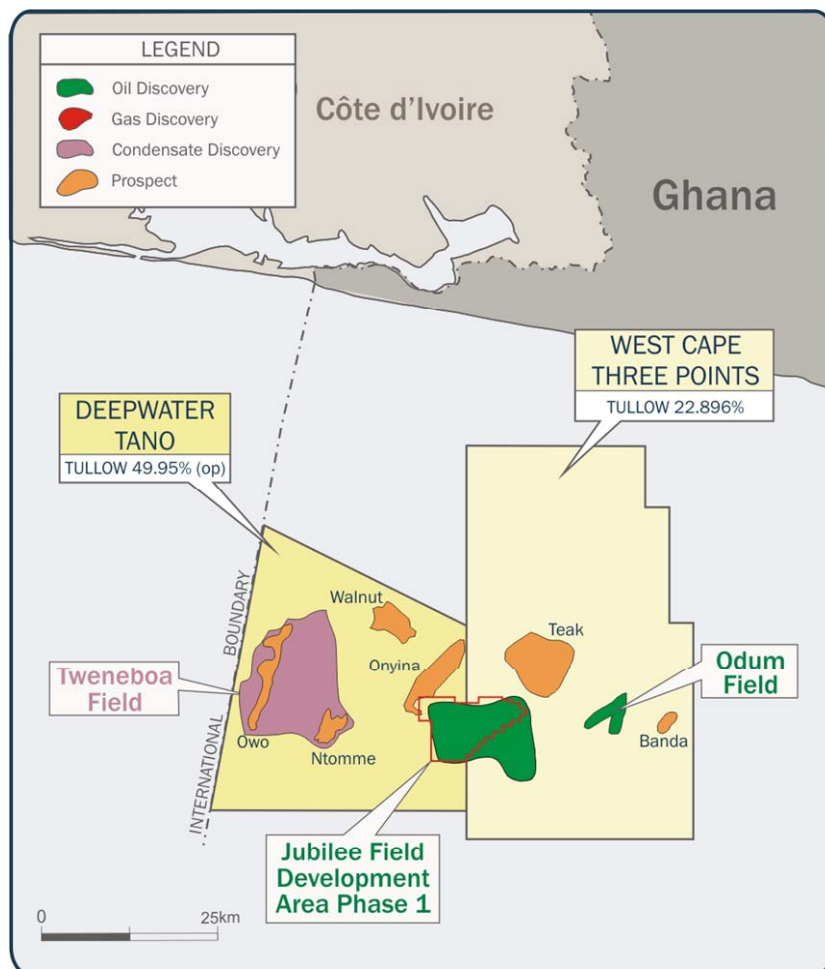 LEGEND
Oil Discovery
Gas Discovery
Condensate Discovery
Prospect
Côte d'Ivoire
Ghana
WEST CAPE
THREE POINTS
TULLOW 22.896%
DEEPWATER
TANO
TULLOW 49.95% (op)
INTERNATIONAL BOUNDARY
Walnut
Teak
Onyina
Tweneboa
Field
Odum
Field
Owo
Ntomme
Banda
Jubilee Field
Development
Area Phase 1
0 25km